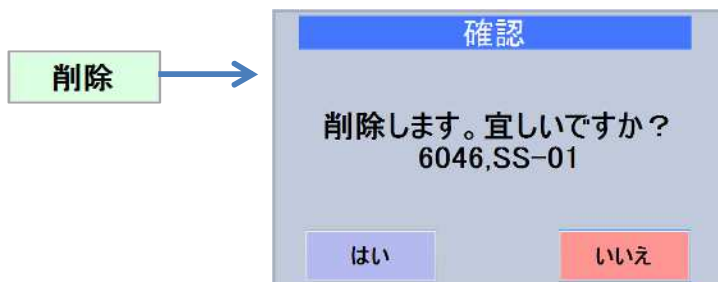 削除
確認
削除します。宜しいですか？
6046,SS-01
はい
いいえ